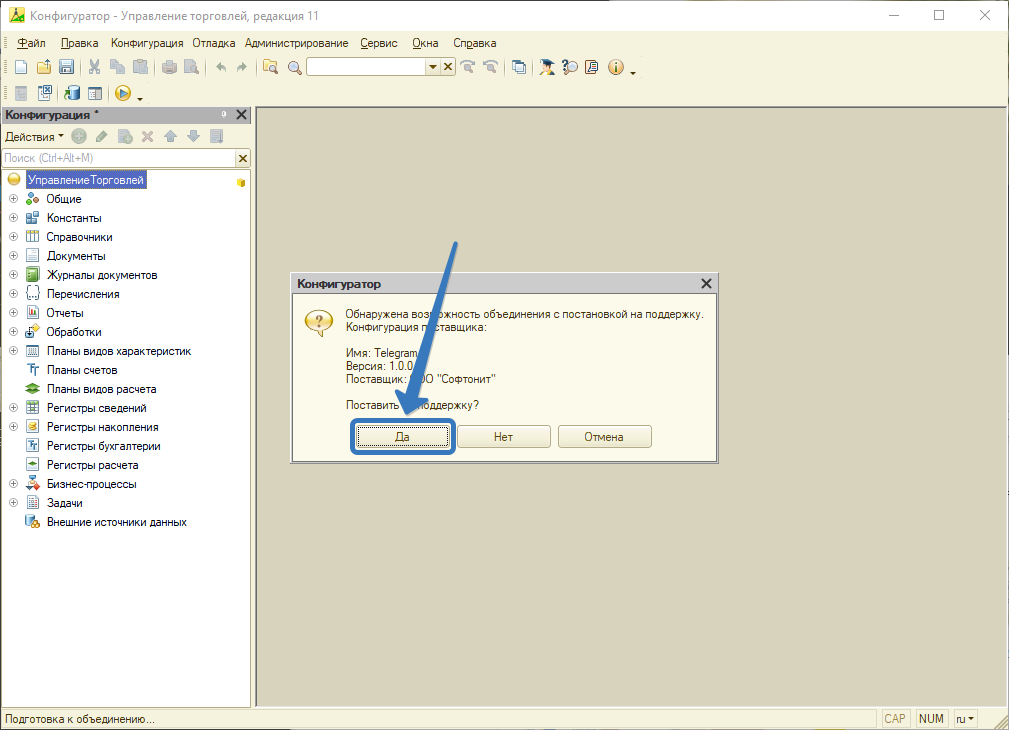 Конфигуратор - Управление торговлей, редакция 11
Файл Правка Конфигурация Отладка Администрирование Сервис Окна Справка
Конфигурация *
Действия
Поиск (Ctrl+Alt+M)
УправлениеТорговлей
Общие
Константы
Справочники
Документы
Журналы документов
Перечисления
Отчеты
Обработки
Планы видов характеристик
Планы счетов
Планы видов расчета
Регистры сведений
Регистры накопления
Регистры бухгалтерии
Регистры расчета
Бизнес-процессы
Задачи
Внешние источники данных
Конфигуратор
Обнаружена возможность объединения с постановкой на поддержку.
Конфигурация поставщика:
Имя: Telegram
Версия: 1.0.0
Поставщик: ООО "Софтонит"
Поставить на поддержку?
Да Нет Отмена
Подготовка к объединению...
CAP NUM ru